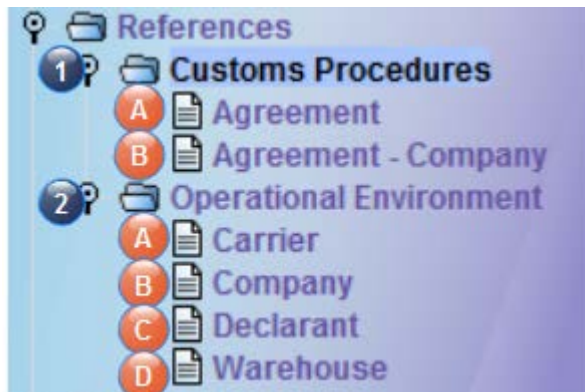 References
1 Customs Procedures
A Agreement
B Agreement - Company
2 Operational Environment
A Carrier
B Company
C Declarant
D Warehouse